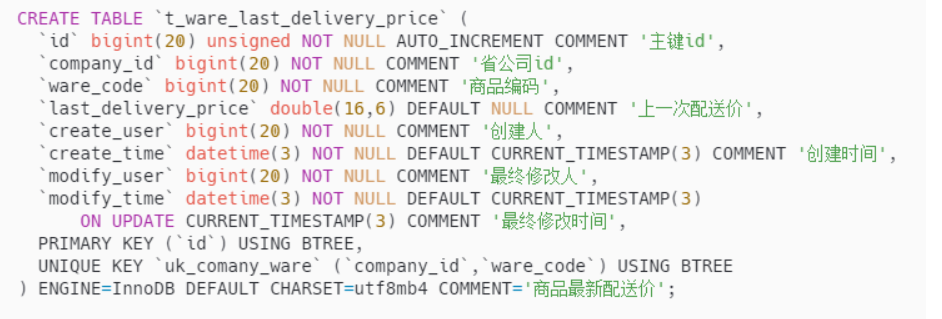 CREATE TABLE `t_ware_last_delivery_price` (
  `id` bigint(20) unsigned NOT NULL AUTO_INCREMENT COMMENT '主键id',
  `company_id` bigint(20) NOT NULL COMMENT '省公司id',
  `ware_code` bigint(20) NOT NULL COMMENT '商品编码',
  `last_delivery_price` double(16,6) DEFAULT NULL COMMENT '上一次配送价',
  `create_user` bigint(20) NOT NULL COMMENT '创建人',
  `create_time` datetime(3) NOT NULL DEFAULT CURRENT_TIMESTAMP(3) COMMENT '创建时间',
  `modify_user` bigint(20) NOT NULL COMMENT '最终修改人',
  `modify_time` datetime(3) NOT NULL DEFAULT CURRENT_TIMESTAMP(3)
      ON UPDATE CURRENT_TIMESTAMP(3) COMMENT '最终修改时间',
  PRIMARY KEY (`id`) USING BTREE,
  UNIQUE KEY `uk_comany_ware` (`company_id`,`ware_code`) USING BTREE
) ENGINE=InnoDB DEFAULT CHARSET=utf8mb4 COMMENT='商品最新配送价';